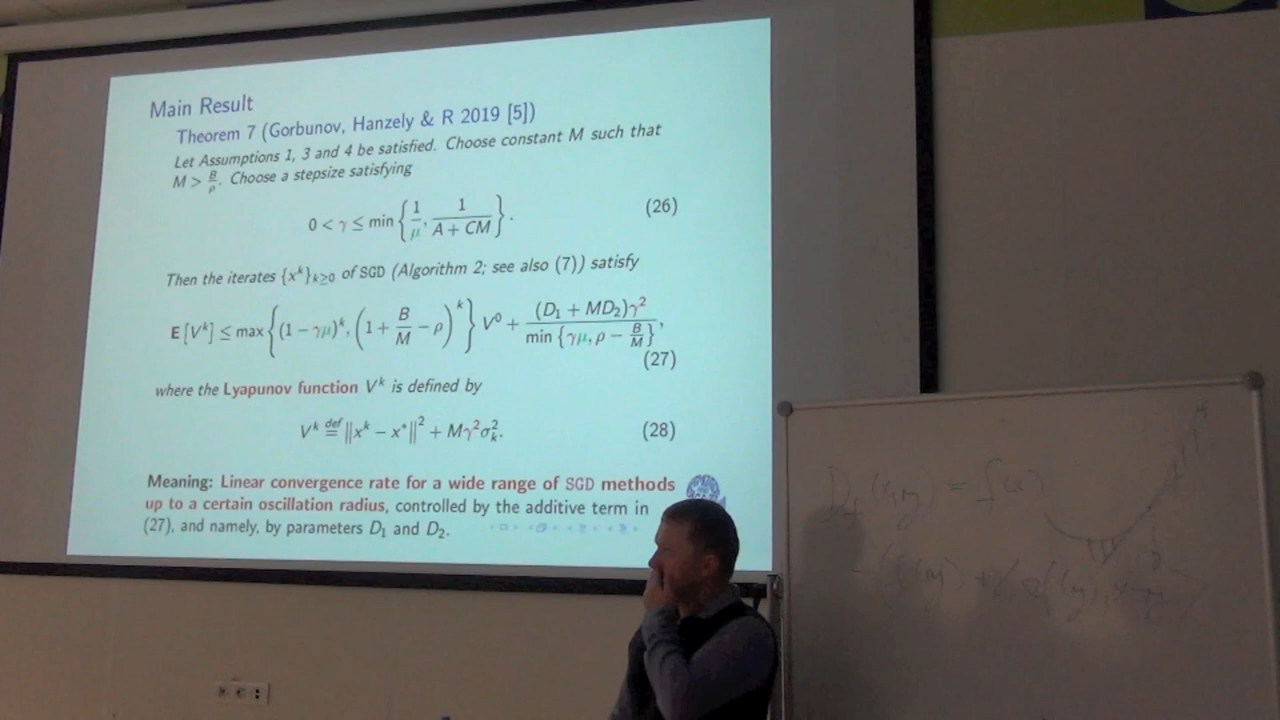 Main Result
Theorem 7 (Gorbunov, Hanzely & R 2019 [5])
Let Assumptions 1, 3 and 4 be satisfied. Choose constant M such that
M > B/ρ. Choose a stepsize satisfying
0 < γ ≤ min { 1/μ, 1/(A + CM) }. (26)
Then the iterates {x^k}_{k≥0} of SGD (Algorithm 2; see also (7)) satisfy
E [V^k] ≤ max { (1 − γμ)^k, (1 + B/M − ρ)^k } V^0 + (D_1 + MD_2)γ^2 / min {γμ, ρ − B/M},
(27)
where the Lyapunov function V^k is defined by
V^k def= ‖x^k − x^*‖^2 + Mγ^2σ_k^2. (28)
Meaning: Linear convergence rate for a wide range of SGD methods
up to a certain oscillation radius, controlled by the additive term in
(27), and namely, by parameters D_1 and D_2.
D_f(x,y) = f(x)